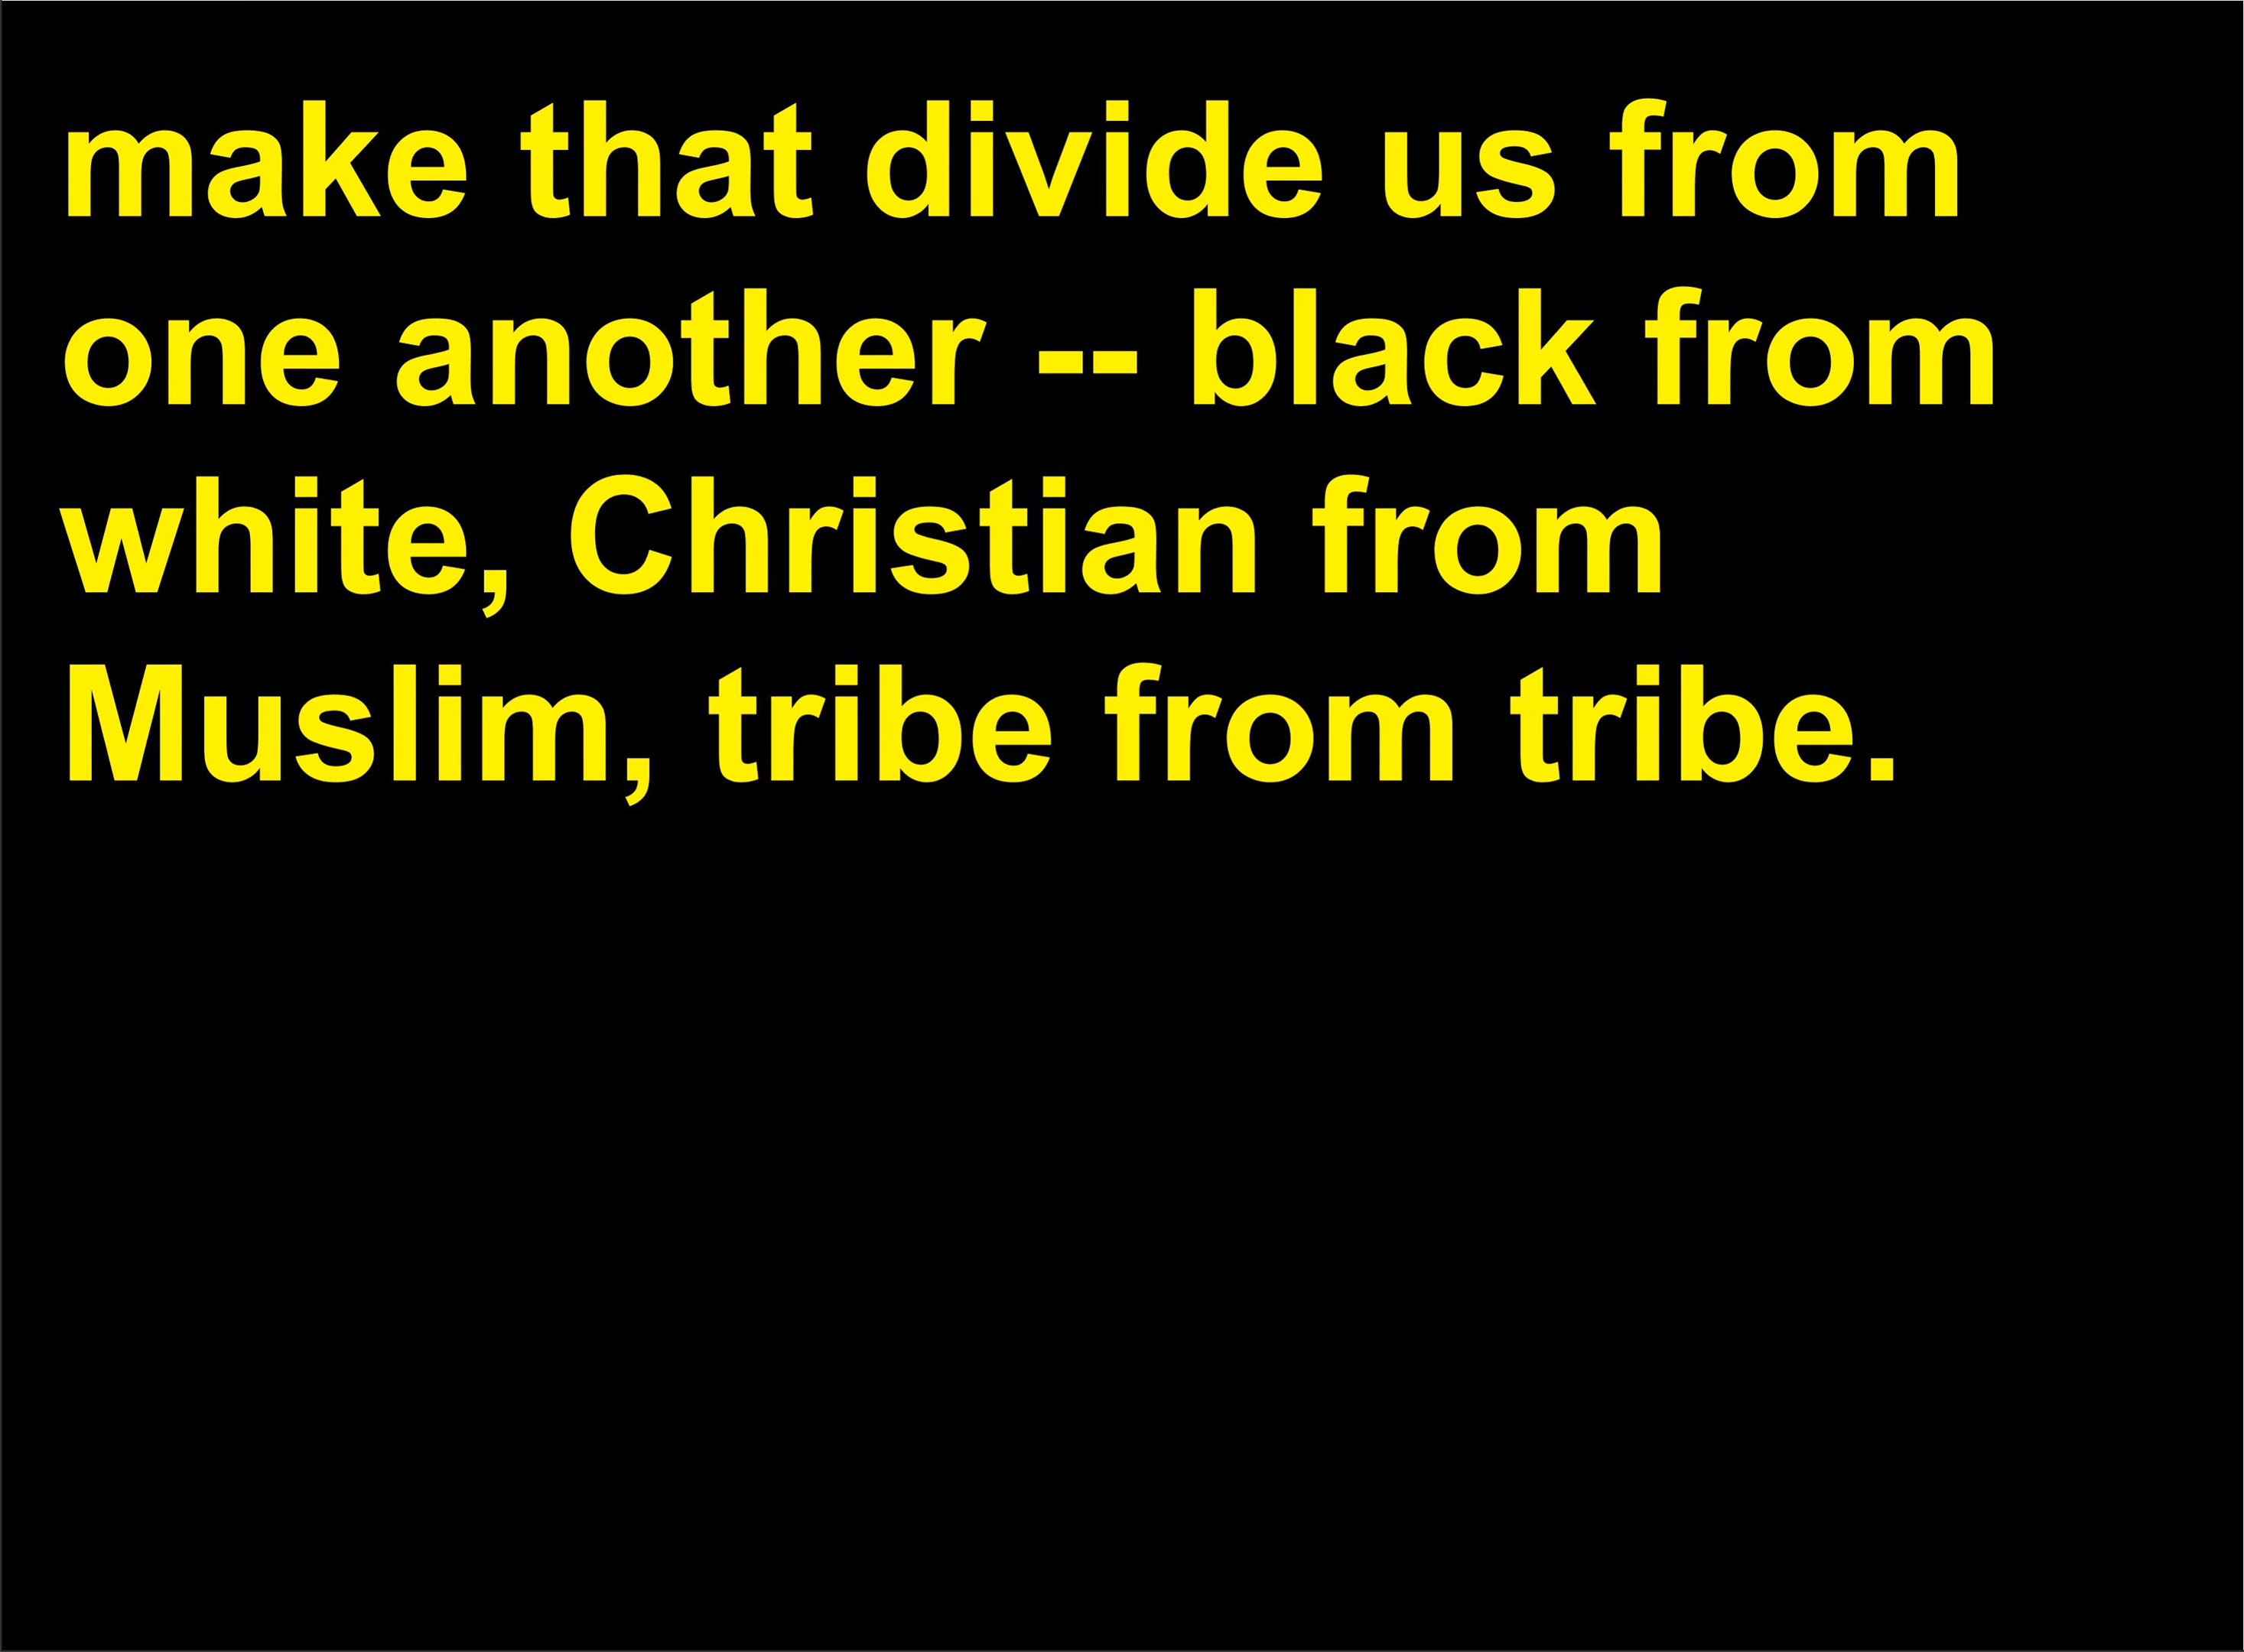 make that divide us from
one another -- black from
white, Christian from
Muslim, tribe from tribe.